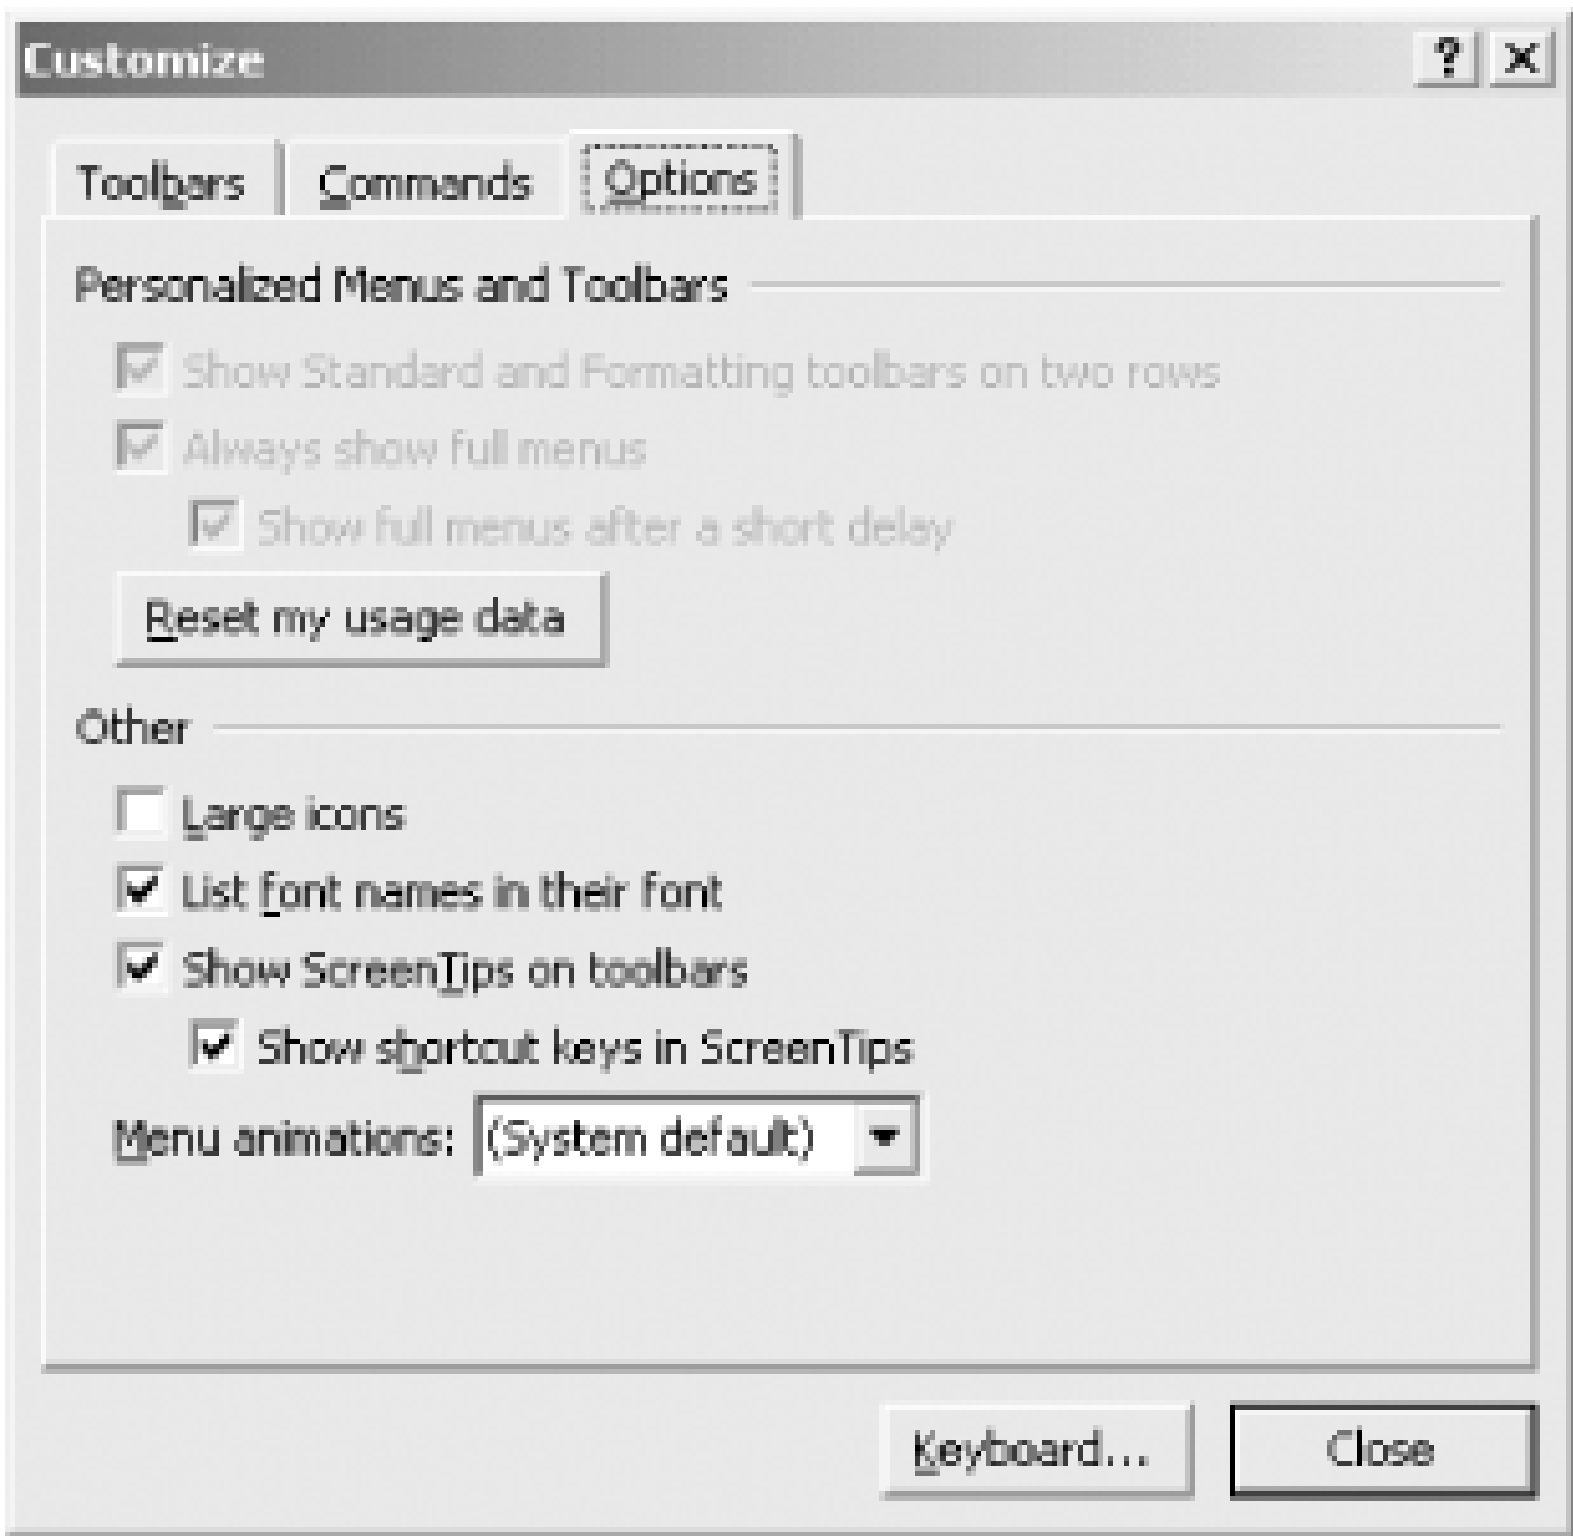 Customize
Toolbars Commands Options
Personalized Menus and Toolbars
Show Standard and Formatting toolbars on two rows
Always show full menus
Show full menus after a short delay
Reset my usage data
Other
Large icons
List font names in their font
Show ScreenTips on toolbars
Show shortcut keys in ScreenTips
Menu animations: (System default)
Keyboard... Close